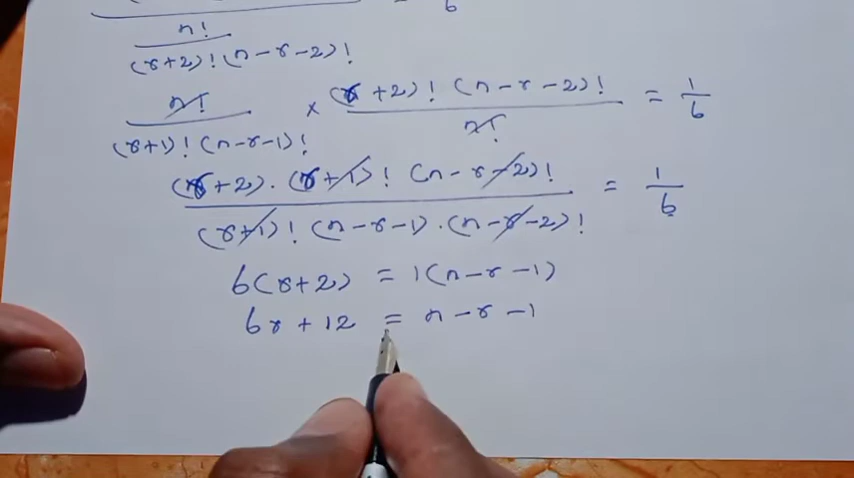 6
n!
(r+2)!(n-r-2)!
n! × (r+2)! (n-r-2)! = 1/6
(r+1)!(n-r-1)! n!
(r+2).(r+1)! (n-r-2)! = 1/6
(r+1)! (n-r-1).(n-r-2)!
6(r+2) = 1(n-r-1)
6r + 12 = n-r-1